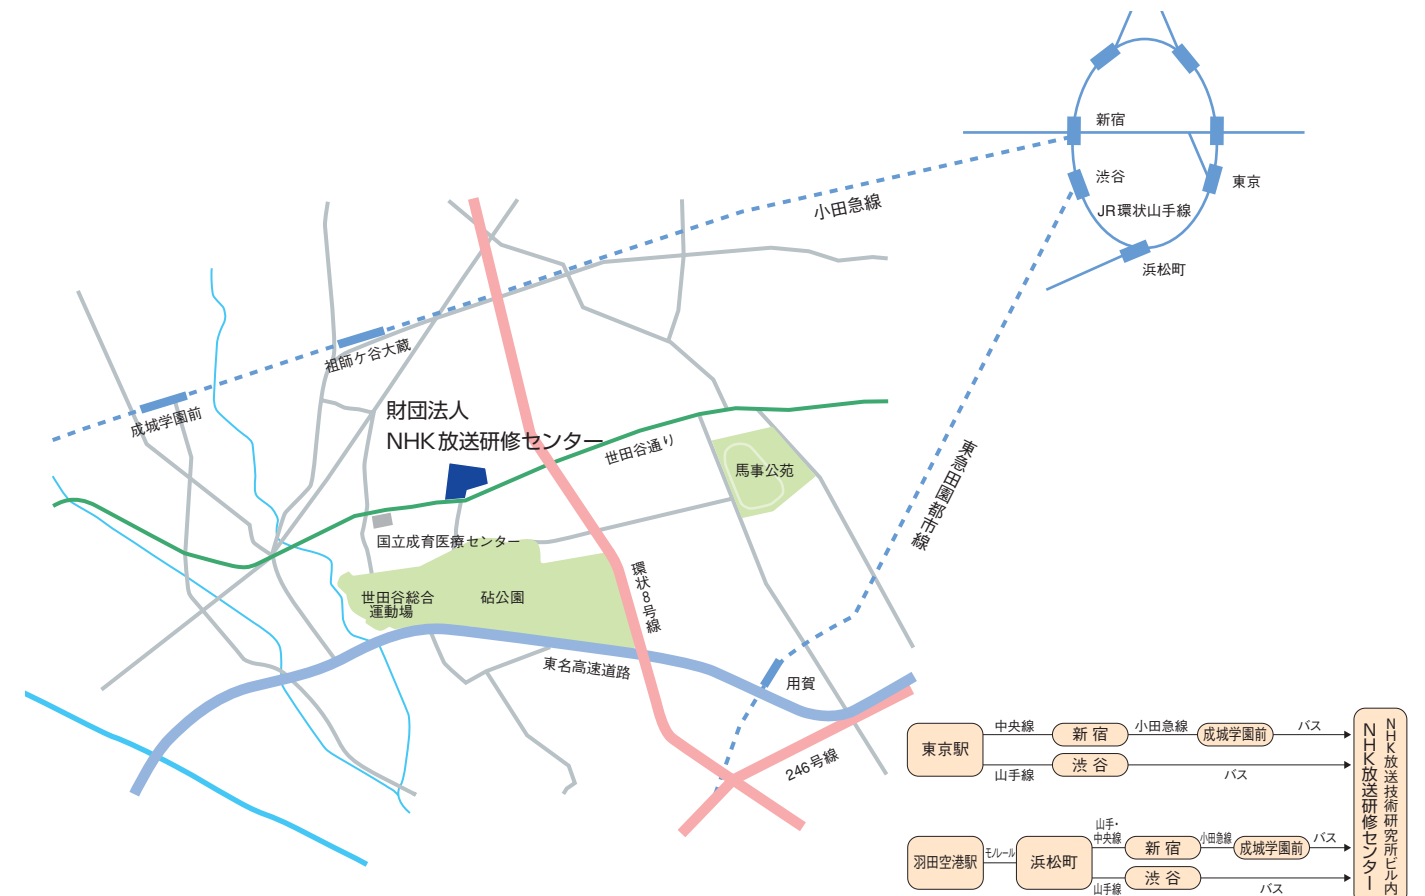 新宿
渋谷
東京
JR環状山手線
浜松町
小田急線
祖師ケ谷大蔵
成城学園前
財団法人
NHK放送研修センター
世田谷通り
馬事公苑
東急田園都市線
国立成育医療センター
世田谷総合
運動場
砧公園
環状8号線
東名高速道路
用賀
246号線
東京駅
中央線
新宿
小田急線
成城学園前
バス
山手線
渋谷
バス
羽田空港駅
モノレール
浜松町
山手・
中央線
新宿
小田急線
成城学園前
バス
山手線
渋谷
バス
NHK放送技術研究所ビル内
NHK放送研修センター